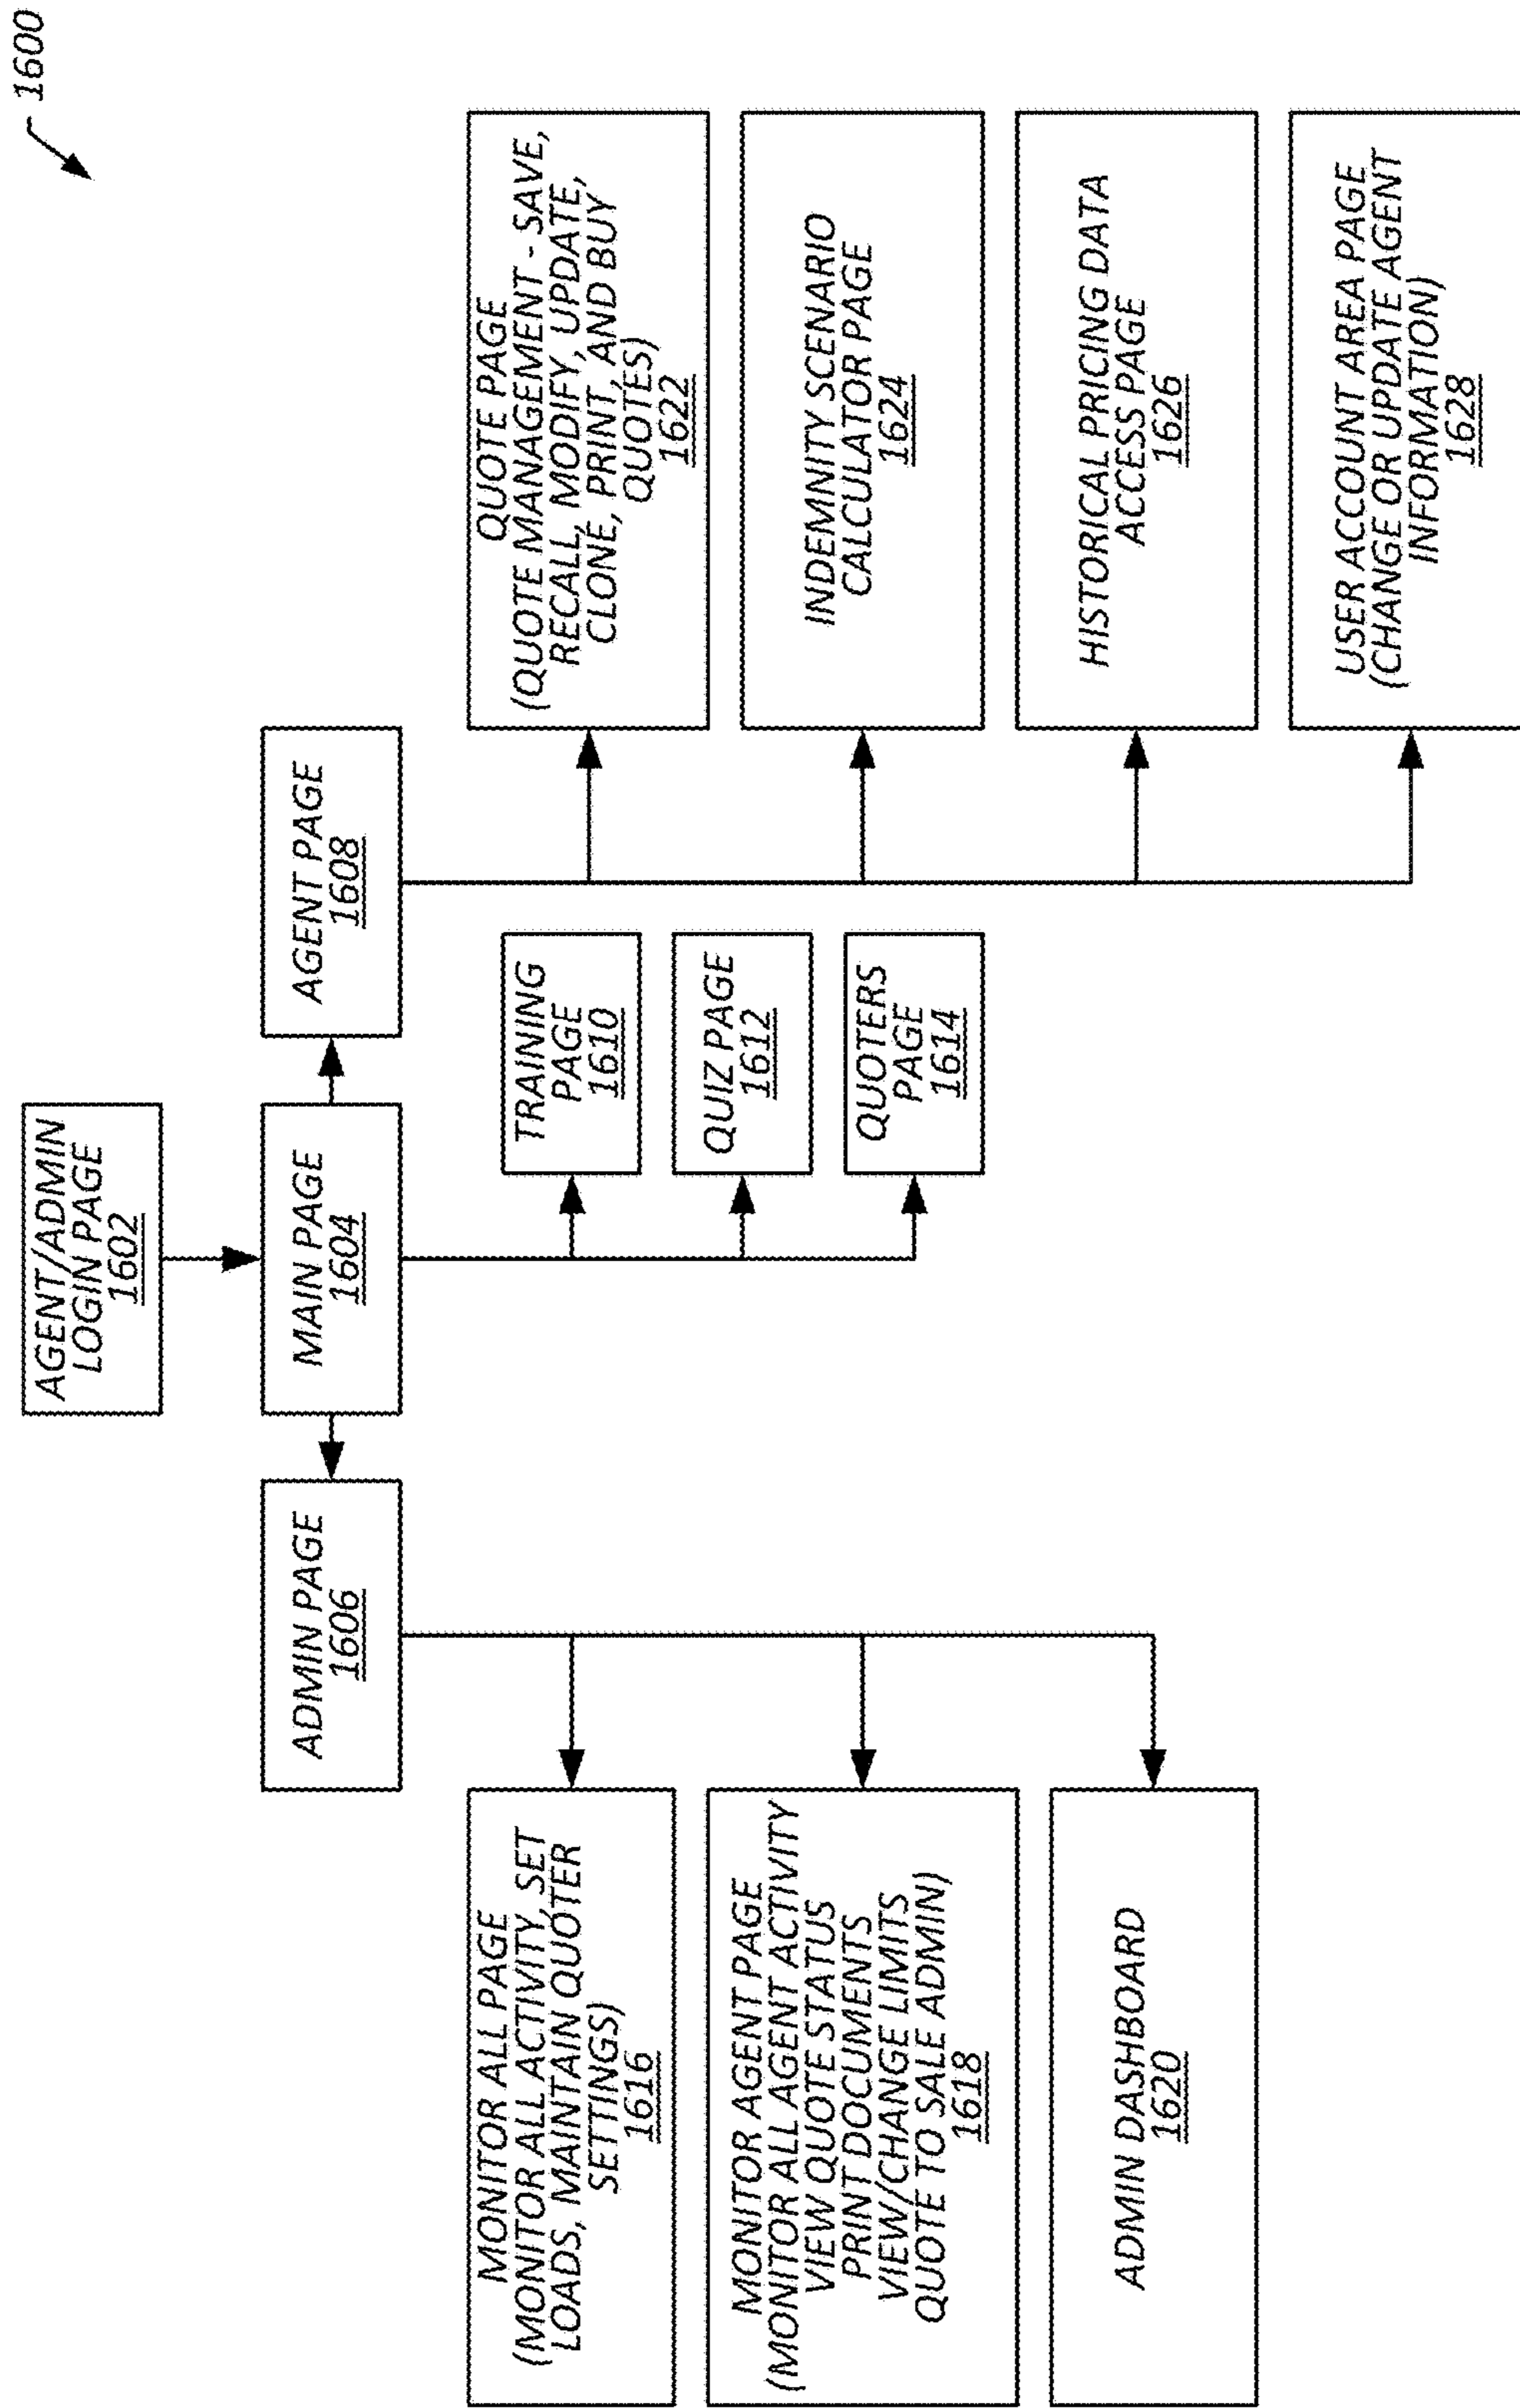 1600
AGENT/ADMIN
LOGIN PAGE
1602
MAIN PAGE
1604
ADMIN PAGE
1606
AGENT PAGE
1608
TRAINING
PAGE
1610
QUIZ PAGE
1612
QUOTERS
PAGE
1614
MONITOR ALL PAGE
(MONITOR ALL ACTIVITY, SET
LOADS, MAINTAIN QUOTER
SETTINGS)
1616
MONITOR AGENT PAGE
(MONITOR ALL AGENT ACTIVITY
VIEW QUOTE STATUS
PRINT DOCUMENTS
VIEW/CHANGE LIMITS
QUOTE TO SALE ADMIN)
1618
ADMIN DASHBOARD
1620
QUOTE PAGE
(QUOTE MANAGEMENT - SAVE,
RECALL, MODIFY, UPDATE,
CLONE, PRINT, AND BUY
QUOTES)
1622
INDEMNITY SCENARIO
CALCULATOR PAGE
1624
HISTORICAL PRICING DATA
ACCESS PAGE
1626
USER ACCOUNT AREA PAGE
(CHANGE OR UPDATE AGENT
INFORMATION)
1628